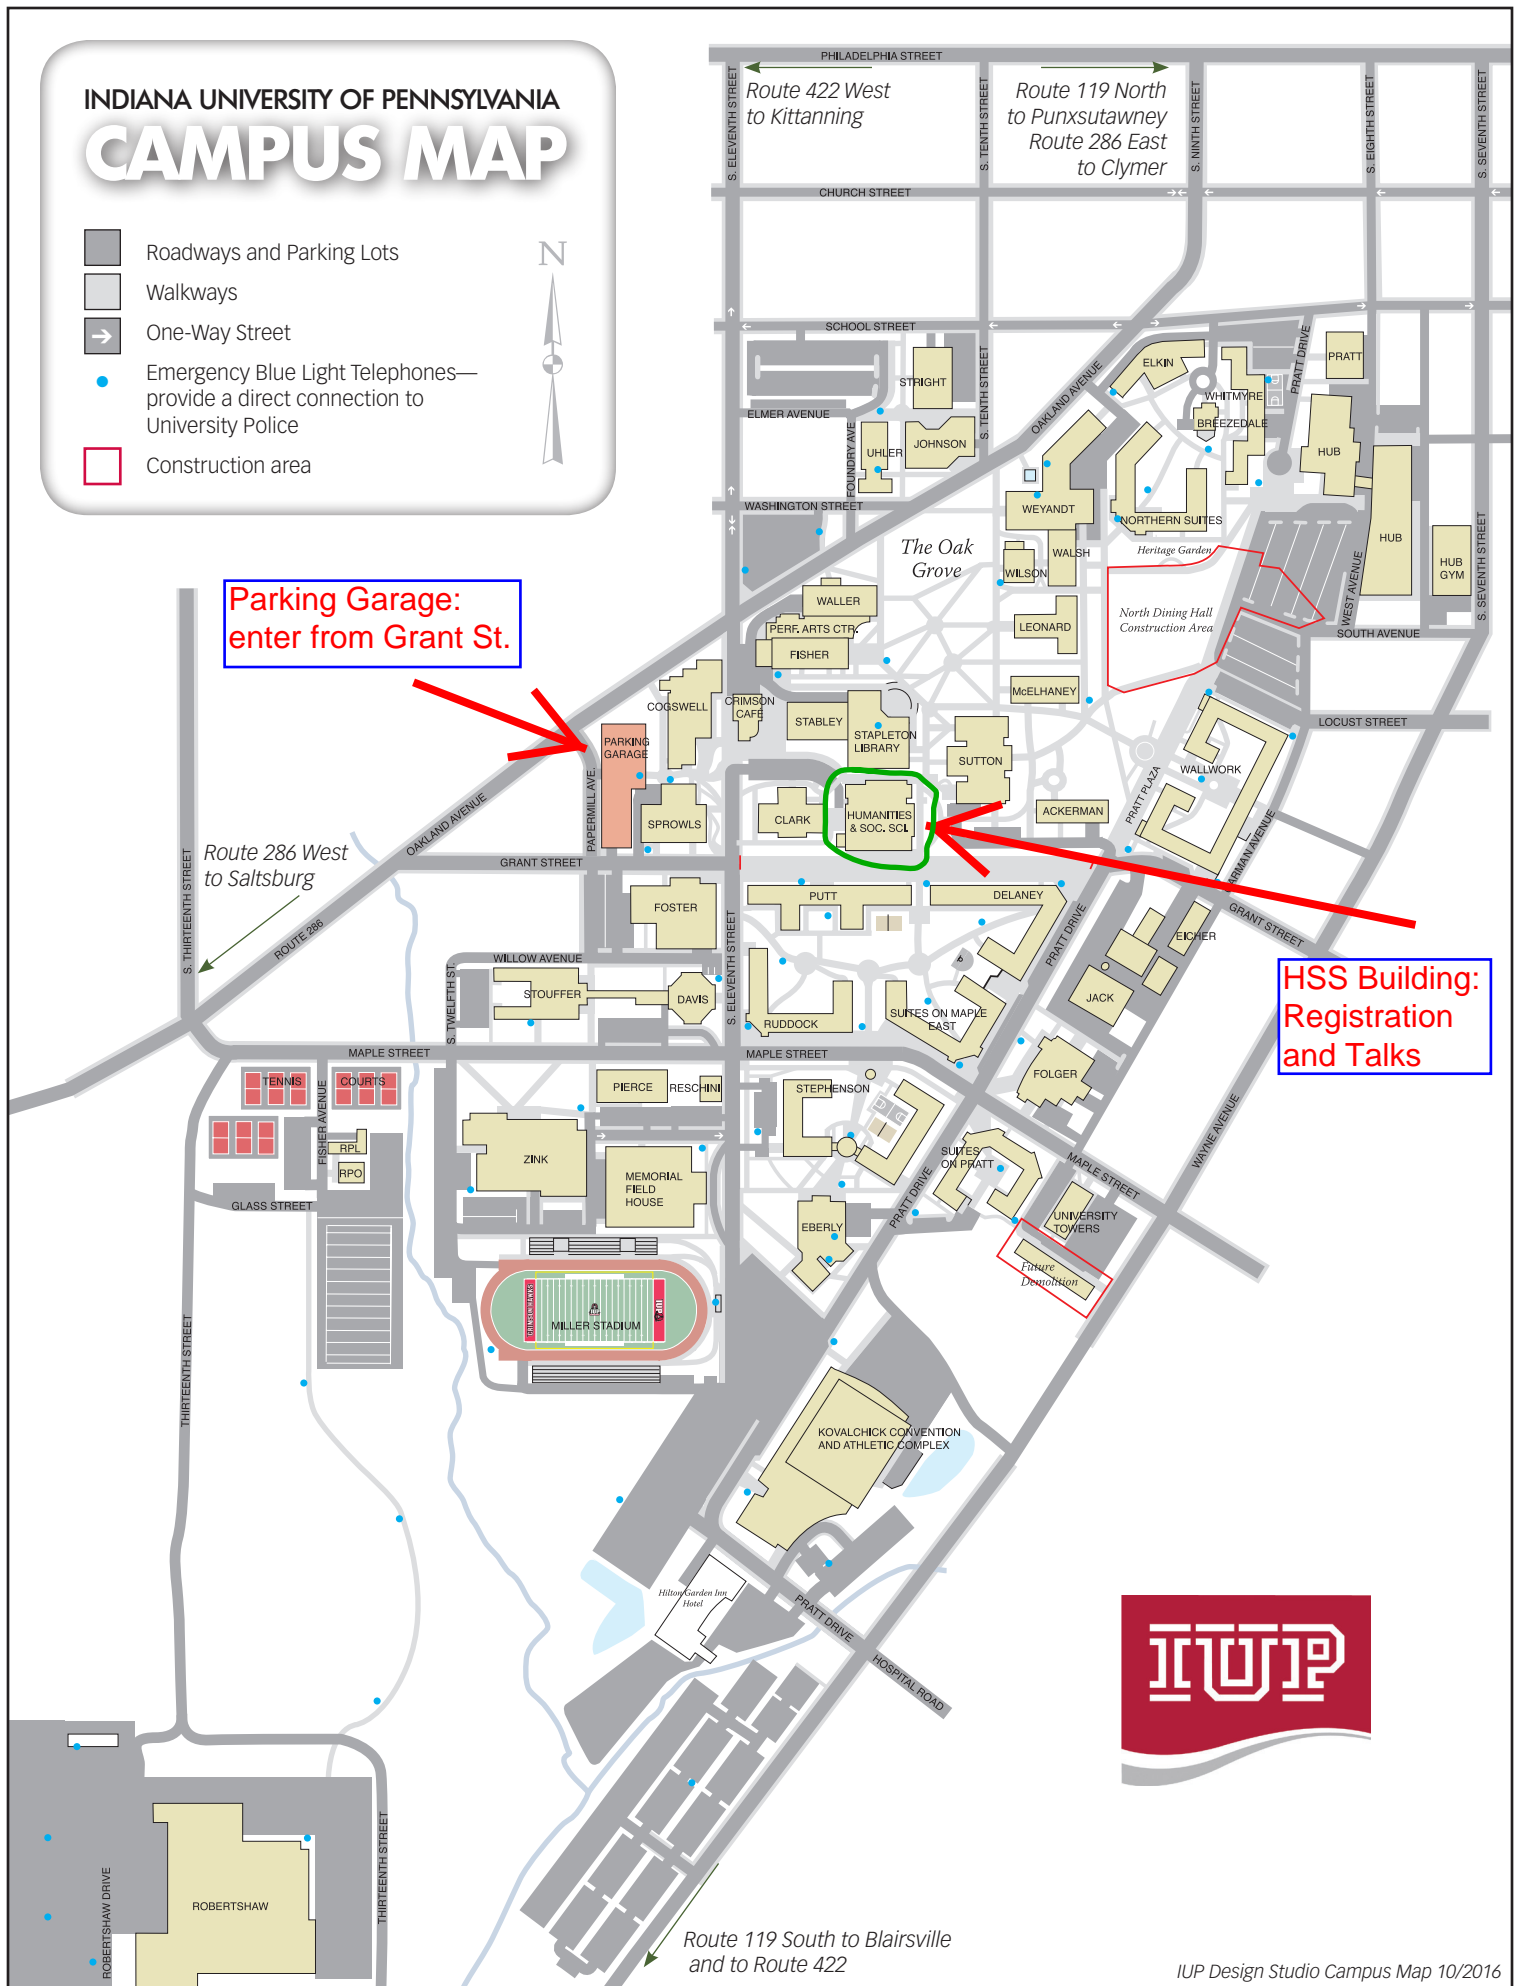 INDIANA UNIVERSITY OF PENNSYLVANIA
CAMPUS MAP
Roadways and Parking Lots
Walkways
One-Way Street
Emergency Blue Light Telephones—
provide a direct connection to
University Police
Construction area
N
PHILADELPHIA STREET
Route 422 West
to Kittanning
Route 119 North
to Punxsutawney
Route 286 East
to Clymer
S. ELEVENTH STREET
S. TENTH STREET
S. NINTH STREET
S. EIGHTH STREET
S. SEVENTH STREET
CHURCH STREET
SCHOOL STREET
STRIGHT
ELMER AVENUE
FOUNDRY AVE
UHLER
JOHNSON
S. TENTH STREET
OAKLAND AVENUE
WASHINGTON STREET
ELKIN
WHITMYRE
BREEZEDALE
PRATT DRIVE
PRATT
HUB
HUB
HUB
GYM
S. SEVENTH STREET
WEYANDT
NORTHERN SUITES
Heritage Garden
WALSH
WILSON
The Oak
Grove
LEONARD
North Dining Hall
Construction Area
WEST AVENUE
SOUTH AVENUE
Parking Garage:
enter from Grant St.
WALLER
PERF. ARTS CTR.
FISHER
COGSWELL
CRIMSON
CAFE
STABLEY
STAPLETON
LIBRARY
McELHANEY
SUTTON
LOCUST STREET
WALLWORK
PARKING
GARAGE
PAPERMILL AVE.
SPROWLS
CLARK
HUMANITIES
& SOC. SCI.
ACKERMAN
PRATT PLAZA
CARMAN AVENUE
OAKLAND AVENUE
GRANT STREET
S. THIRTEENTH STREET
Route 286 West
to Saltsburg
ROUTE 286
FOSTER
PUTT
DELANEY
GRANT STREET
EICHER
JACK
PRATT DRIVE
HSS Building:
Registration
and Talks
WILLOW AVENUE
S. TWELFTH ST.
STOUFFER
DAVIS
S. ELEVENTH STREET
RUDDOCK
SUITES ON MAPLE
EAST
MAPLE STREET
MAPLE STREET
FOLGER
TENNIS
COURTS
FISHER AVENUE
RPL
RPO
GLASS STREET
PIERCE
RESCHINI
STEPHENSON
ZINK
MEMORIAL
FIELD
HOUSE
SUITES
ON PRATT
MAPLE STREET
WAYNE AVENUE
PRATT DRIVE
EBERLY
UNIVERSITY
TOWERS
Future
Demolition
IUP
MILLER STADIUM
THIRTEENTH STREET
KOVALCHICK CONVENTION
AND ATHLETIC COMPLEX
Hilton Garden Inn
Hotel
PRATT DRIVE
HOSPITAL ROAD
IUP
ROBERTSHAW DRIVE
ROBERTSHAW
THIRTEENTH STREET
Route 119 South to Blairsville
and to Route 422
IUP Design Studio Campus Map 10/2016